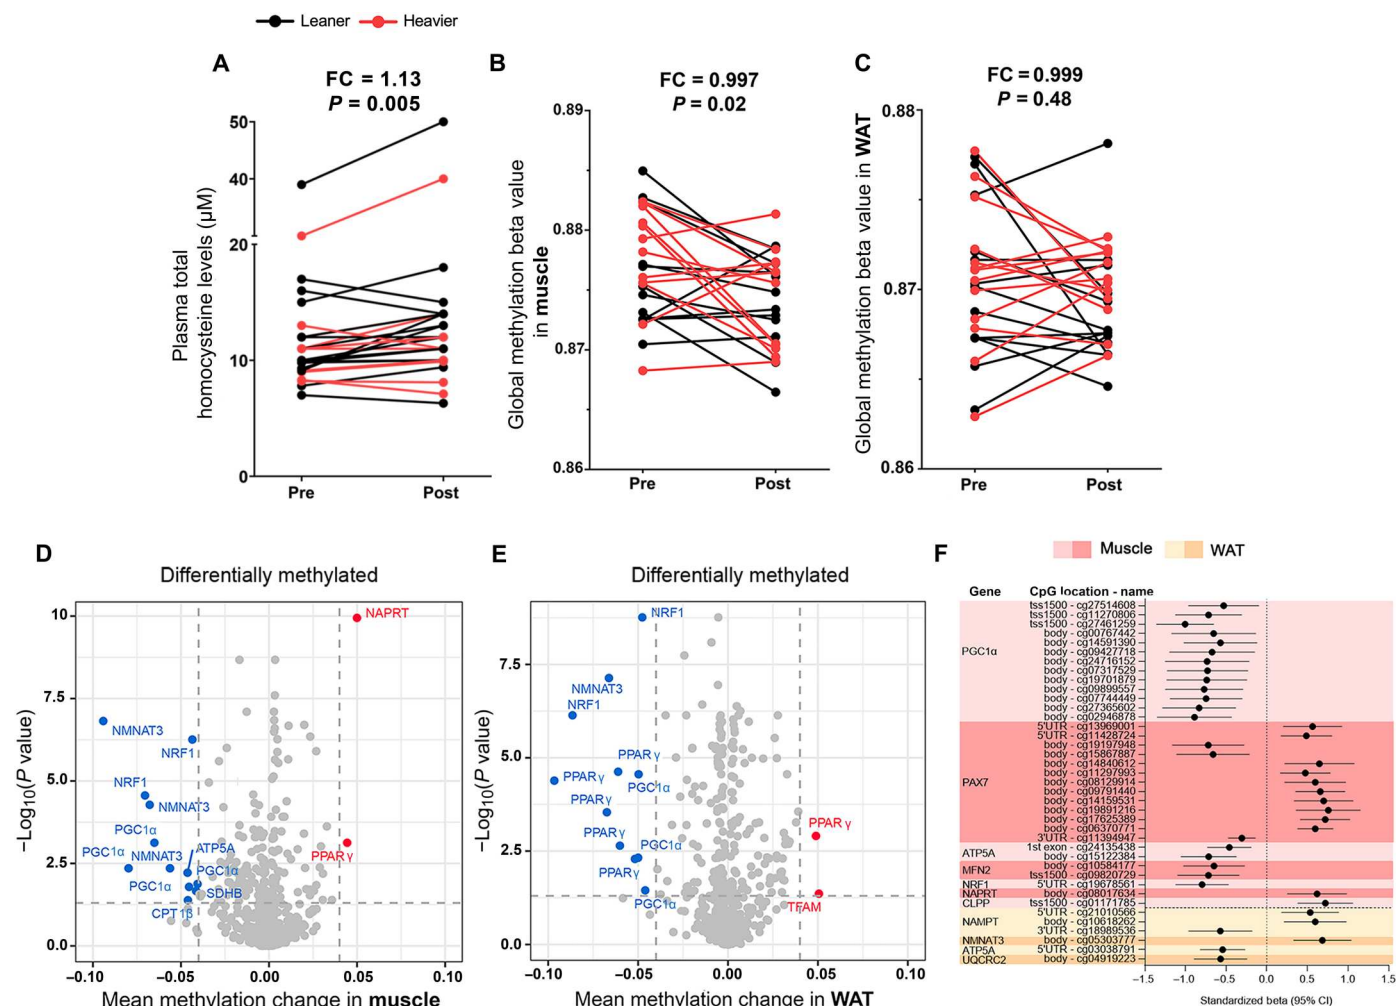 Leaner Heavier
A
FC = 1.13
P = 0.005
Plasma total
homocysteine levels (μM)
50
40
20
10
0
Pre Post
B
FC = 0.997
P = 0.02
Global methylation beta value
in muscle
0.89
0.88
0.87
0.86
Pre Post
C
FC = 0.999
P = 0.48
Global methylation beta value in WAT
0.88
0.87
0.86
Pre Post
D
Differentially methylated
−Log10(P value)
10
7.5
5.0
2.5
0.0
NAPRT
NMNAT3
NRF1
NRF1
NMNAT3
PGC1α
ATP5A
PGC1α
NMNAT3
PGC1α
PGC1α
SDHB
CPT 1β
PPAR γ
−0.10 −0.05 0.00 0.05 0.10
Mean methylation change in muscle
E
Differentially methylated
−Log10(P value)
7.5
5.0
2.5
0.0
NRF1
NMNAT3
NRF1
PPAR γ
PPAR γ
PGC1α
PPAR γ
PPAR γ
PGC1α
PPAR γ
PGC1α
PPAR γ
TFAM
−0.10 −0.05 0.00 0.05 0.10
Mean methylation change in WAT
F
Muscle WAT
Gene CpG location - name
PGC1α
tss1500 - cg27514608
tss1500 - cg11270806
tss1500 - cg27461259
body - cg00767442
body - cg14591390
body - cg09427718
body - cg24716152
body - cg07317529
body - cg19701879
body - cg09899557
body - cg07744449
body - cg27365602
body - cg02946878
PAX7
5'UTR - cg13969001
5'UTR - cg11428724
body - cg19197948
body - cg15867887
body - cg14840612
body - cg11297993
body - cg08129914
body - cg09791440
body - cg14159531
body - cg19891216
body - cg17625389
body - cg06370771
3'UTR - cg11394947
ATP5A
1st exon - cg24135438
body - cg15122384
MFN2
body - cg10584177
tss1500 - cg09820729
NRF1 5'UTR - cg19678561
NAPRT body - cg08017634
CLPP tss1500 - cg01171785
NAMPT
5'UTR - cg21010566
body - cg10618262
3'UTR - cg18989536
NMNAT3 body - cg05303777
ATP5A 5'UTR - cg03038791
UQCRC2 body - cg04919223
−1.5 −1.0 −0.5 0.0 0.5 1.0 1.5
Standardized beta (95% CI)